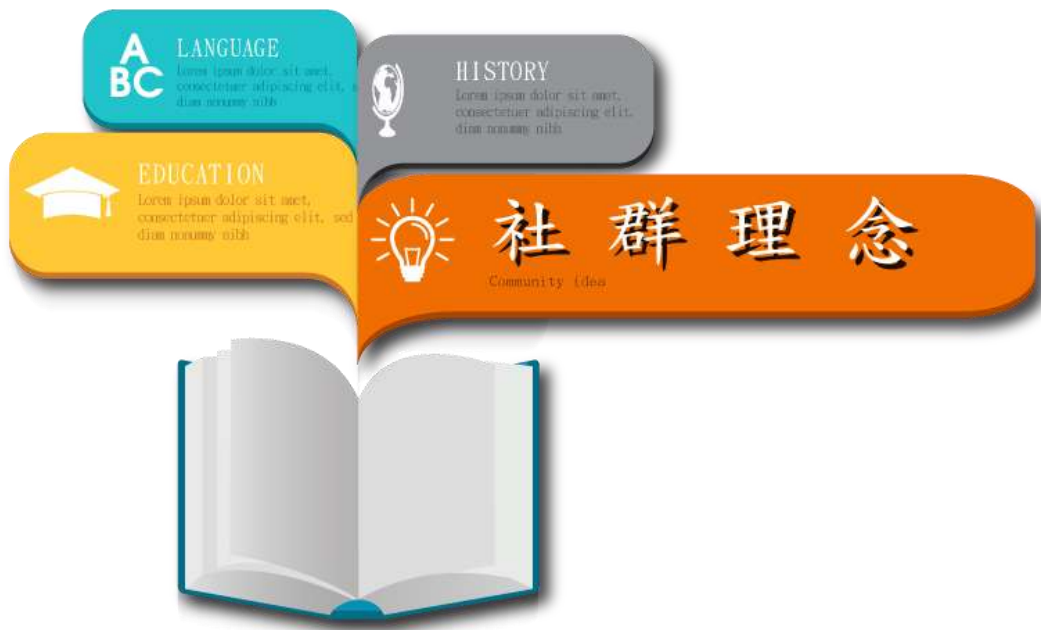 A
BC
LANGUAGE
Lorem ipsum dolor sit amet,
consectetuer adipiscing elit, s
diam nonummy nibh
HISTORY
Lorem ipsum dolor sit amet,
consectetuer adipiscing elit,
diam nonummy nibh
EDUCATION
Lorem ipsum dolor sit amet,
consectetuer adipiscing elit, sed
diam nonummy nibh
社群理念
Community idea